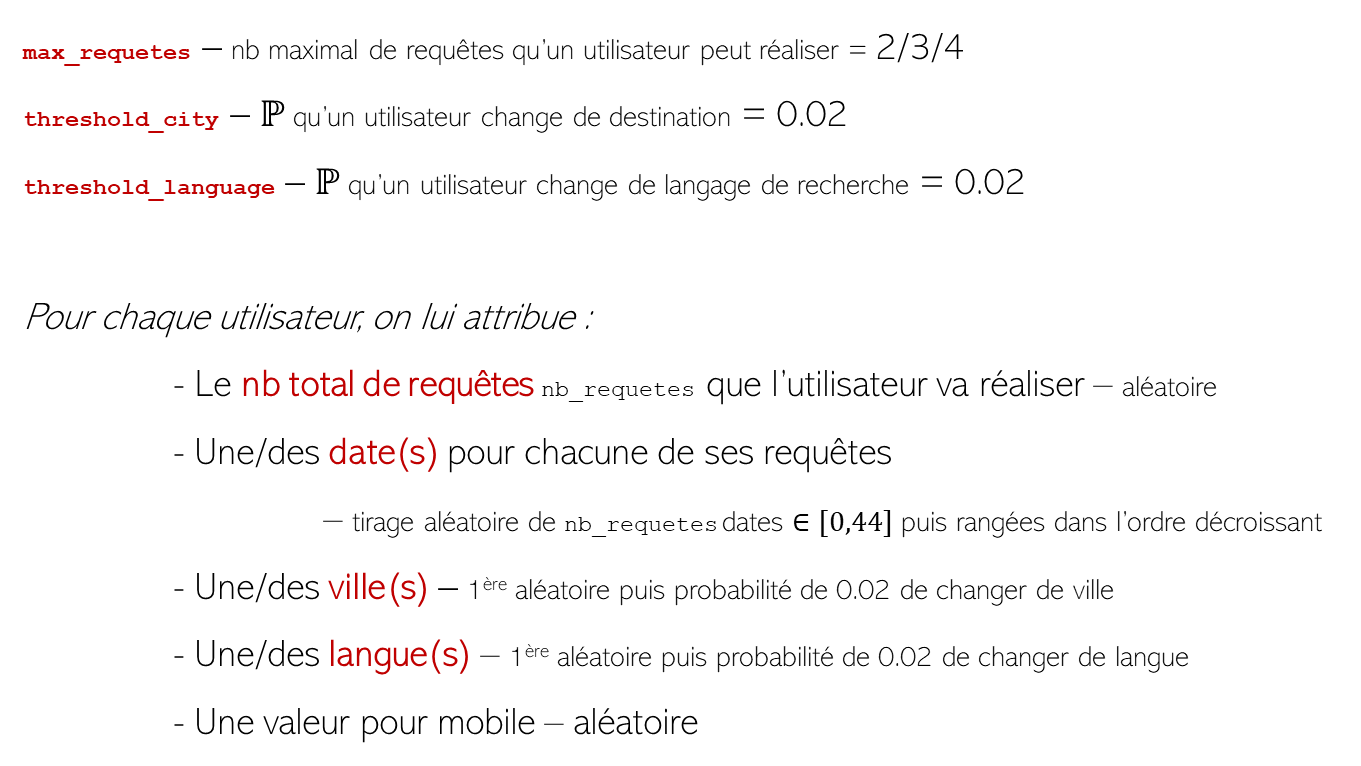 max_requetes – nb maximal de requêtes qu'un utilisateur peut réaliser = 2/3/4
threshold_city – ℙ qu'un utilisateur change de destination = 0.02
threshold_language – ℙ qu'un utilisateur change de langage de recherche = 0.02
Pour chaque utilisateur, on lui attribue :
- Le nb total de requêtes nb_requetes que l'utilisateur va réaliser – aléatoire
- Une/des date(s) pour chacune de ses requêtes
– tirage aléatoire de nb_requetes dates ∈ [0,44] puis rangées dans l'ordre décroissant
- Une/des ville(s) – 1ère aléatoire puis probabilité de 0.02 de changer de ville
- Une/des langue(s) – 1ère aléatoire puis probabilité de 0.02 de changer de langue
- Une valeur pour mobile – aléatoire